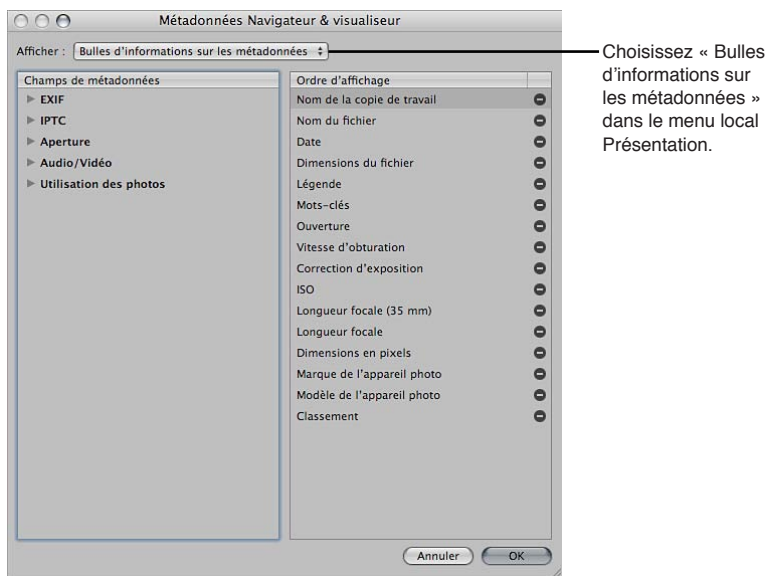 Métadonnées Navigateur & visualiseur
Afficher : Bulles d'informations sur les métadonnées
Champs de métadonnées
EXIF
IPTC
Aperture
Audio/Vidéo
Utilisation des photos
Ordre d'affichage
Nom de la copie de travail
Nom du fichier
Date
Dimensions du fichier
Légende
Mots-clés
Ouverture
Vitesse d'obturation
Correction d'exposition
ISO
Longueur focale (35 mm)
Longueur focale
Dimensions en pixels
Marque de l'appareil photo
Modèle de l'appareil photo
Classement
Annuler
OK
Choisissez « Bulles
d'informations sur
les métadonnées »
dans le menu local
Présentation.